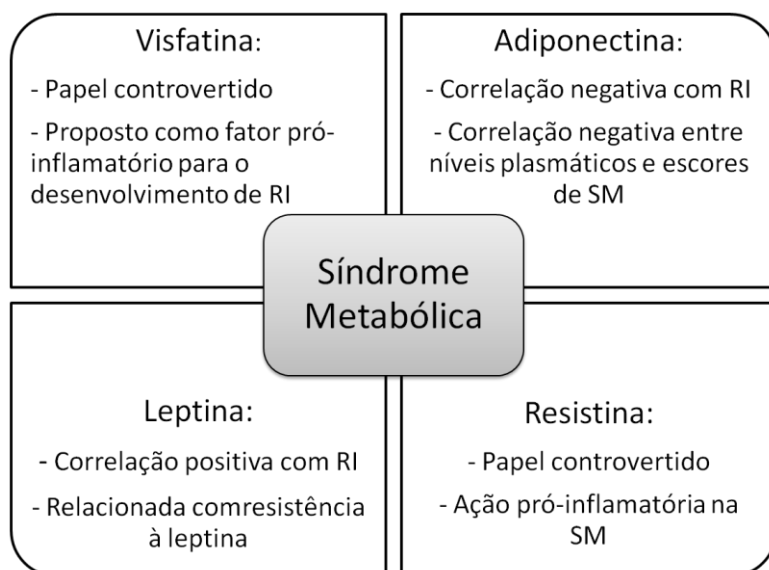 Visfatina:
- Papel controvertido
- Proposto como fator pró-
inflamatório para o
desenvolvimento de RI
Adiponectina:
- Correlação negativa com RI
- Correlação negativa entre
níveis plasmáticos e escores
de SM
Síndrome
Metabólica
Leptina:
- Correlação positiva com RI
- Relacionada comresistência
à leptina
Resistina:
- Papel controvertido
- Ação pró-inflamatória na
SM